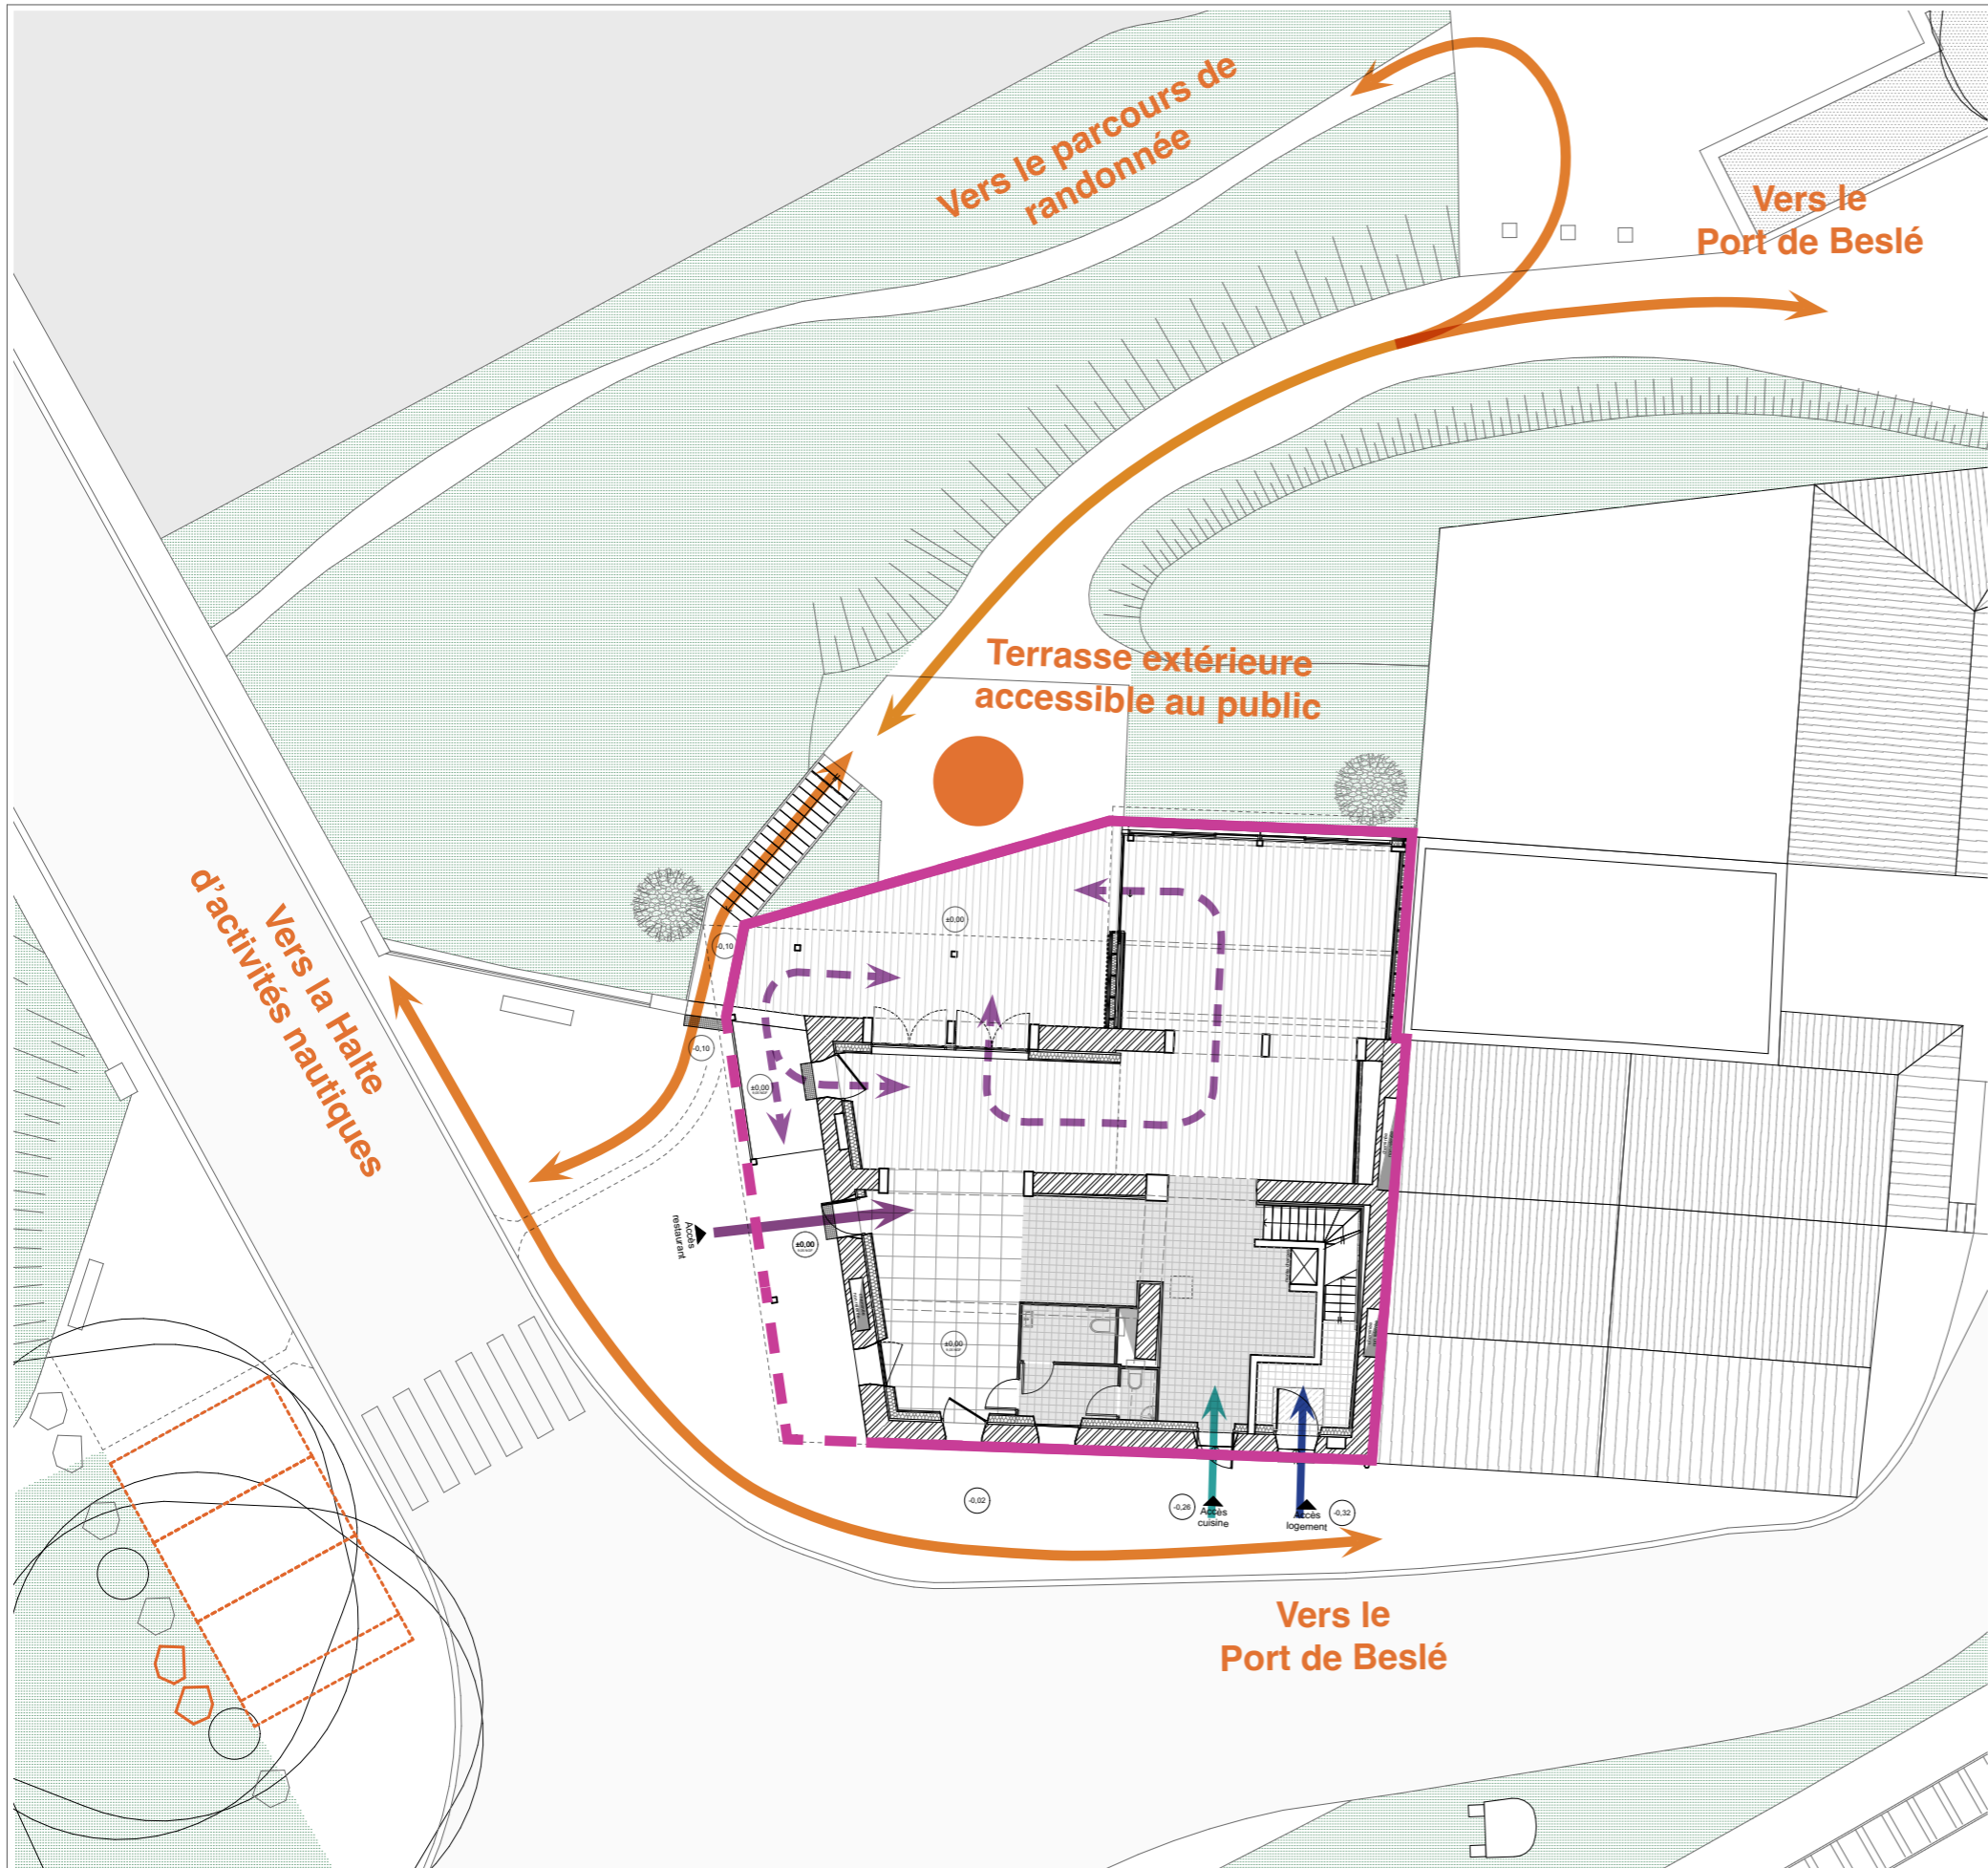 Vers le parcours de
randonnée
Vers le
Port de Beslé
Terrasse extérieure
accessible au public
Vers la Halte
d'activités nautiques
±0,00
-0,10
-0,10
±0,00
Accès
restaurant
±0,00
±0,00
-0,02
-0,26
Accès
cuisine
Accès
logement
-0,32
Vers le
Port de Beslé